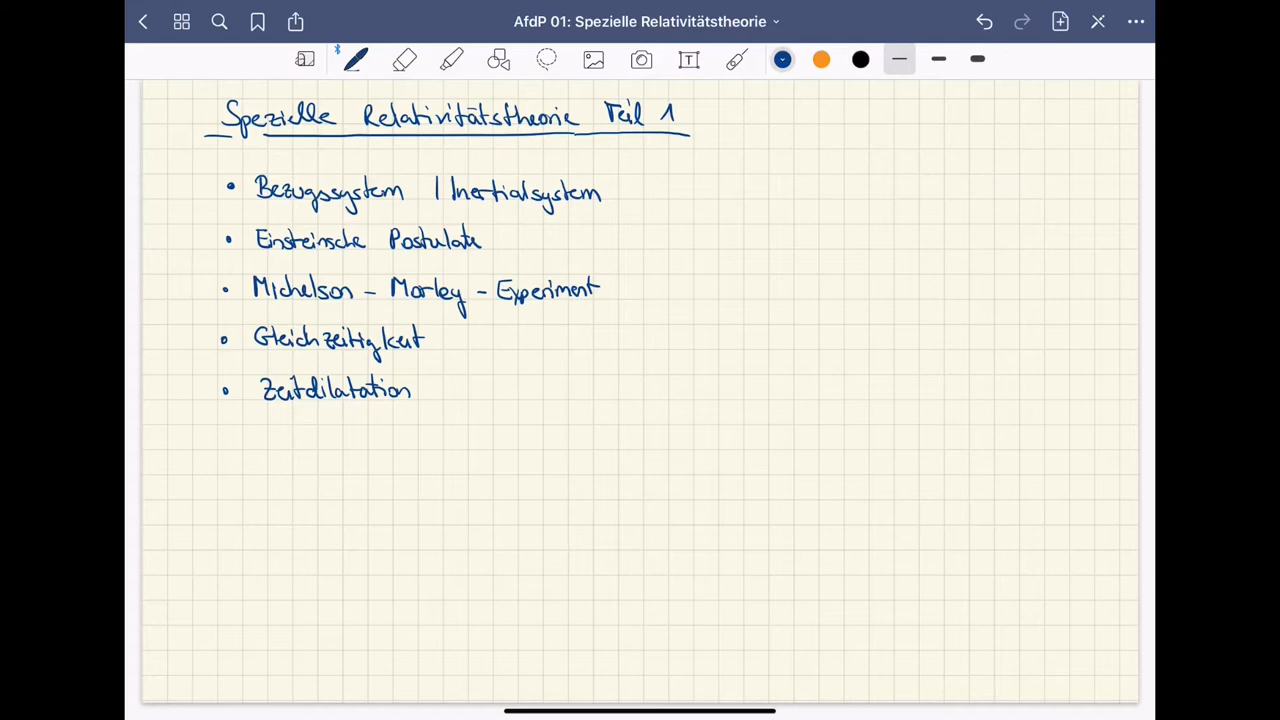 AfdP 01: Spezielle Relativitätstheorie
Spezielle Relativitätstheorie Teil 1
• Bezugssystem | Inertialsystem
• Einsteinsche Postulate
• Michelson - Morley - Experiment
• Gleichzeitigkeit
• Zeitdilatation